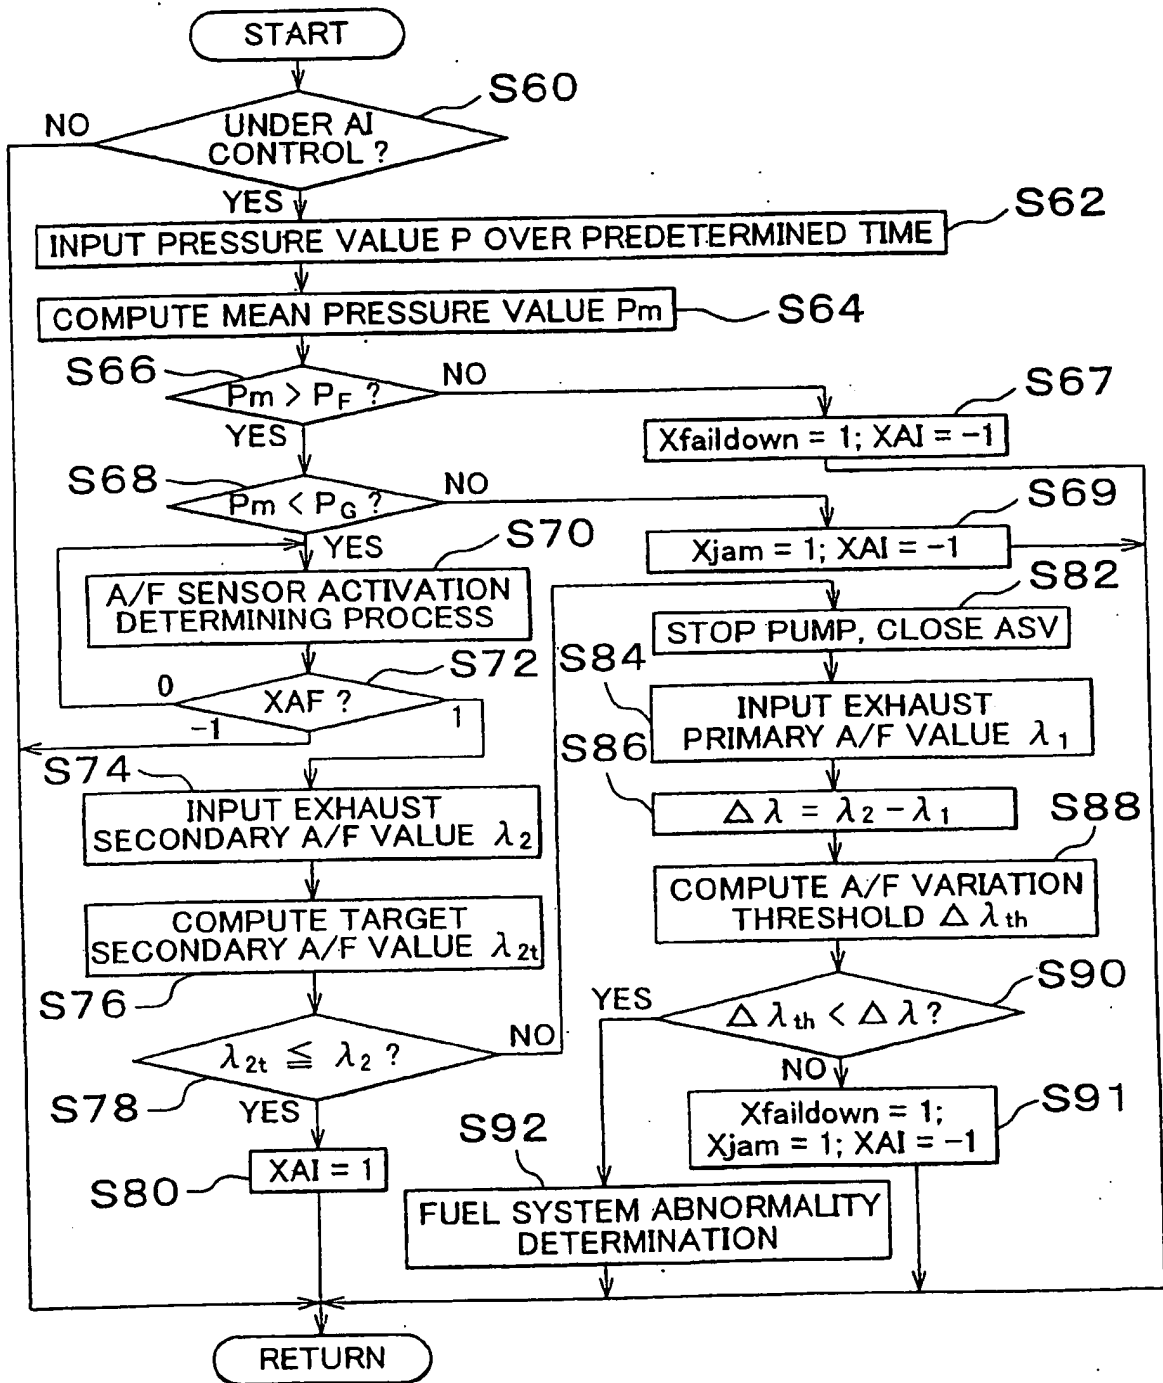 START
S60
NO
UNDER AI
CONTROL ?
YES
S62
INPUT PRESSURE VALUE P OVER PREDETERMINED TIME
COMPUTE MEAN PRESSURE VALUE Pm
S64
S66
Pm > PF ?
NO
YES
S67
Xfaildown = 1; XAI = -1
S68
Pm < PG ?
NO
YES
S69
Xjam = 1; XAI = -1
S70
A/F SENSOR ACTIVATION
DETERMINING PROCESS
S72
0
XAF ?
1
-1
S74
INPUT EXHAUST
SECONDARY A/F VALUE λ2
COMPUTE TARGET
SECONDARY A/F VALUE λ2t
S76
λ2t ≦ λ2 ?
NO
S78
YES
XAI = 1
S80
S82
STOP PUMP, CLOSE ASV
S84
INPUT EXHAUST
PRIMARY A/F VALUE λ1
S86
△ λ = λ2 − λ1
S88
COMPUTE A/F VARIATION
THRESHOLD △ λth
S90
YES
△ λth < △ λ ?
NO
S91
Xfaildown = 1;
Xjam = 1; XAI = -1
S92
FUEL SYSTEM ABNORMALITY
DETERMINATION
RETURN